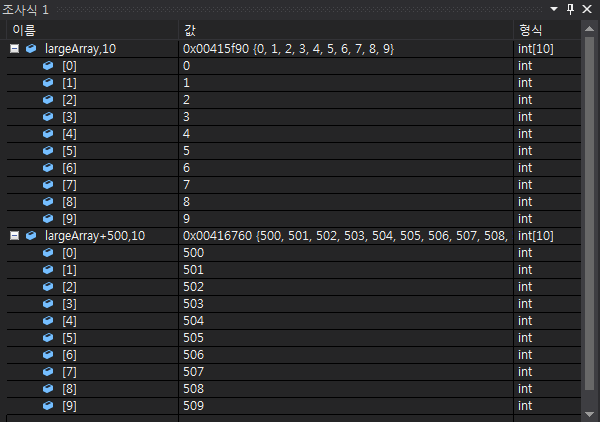 조사식 1
이름 값 형식
largeArray,10 0x00415f90 {0, 1, 2, 3, 4, 5, 6, 7, 8, 9} int[10]
[0] 0 int
[1] 1 int
[2] 2 int
[3] 3 int
[4] 4 int
[5] 5 int
[6] 6 int
[7] 7 int
[8] 8 int
[9] 9 int
largeArray+500,10 0x00416760 {500, 501, 502, 503, 504, 505, 506, 507, 508, int[10]
[0] 500 int
[1] 501 int
[2] 502 int
[3] 503 int
[4] 504 int
[5] 505 int
[6] 506 int
[7] 507 int
[8] 508 int
[9] 509 int